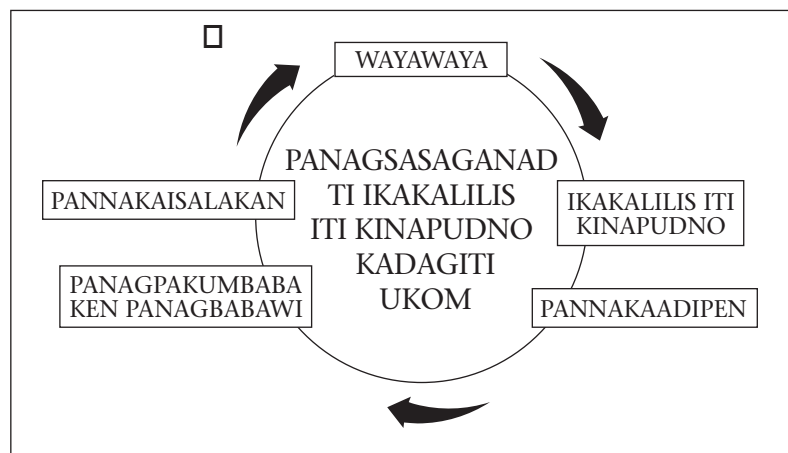 WAYAWAYA
PANAGSASAGANAD
TI IKAKALILIS
ITI KINAPUDNO
KADAGITI
UKOM
IKAKALILIS ITI
KINAPUDNO
PANNAKAADIPEN
PANAGPAKUMBABA
KEN PANAGBABAWI
PANNAKAISALAKAN